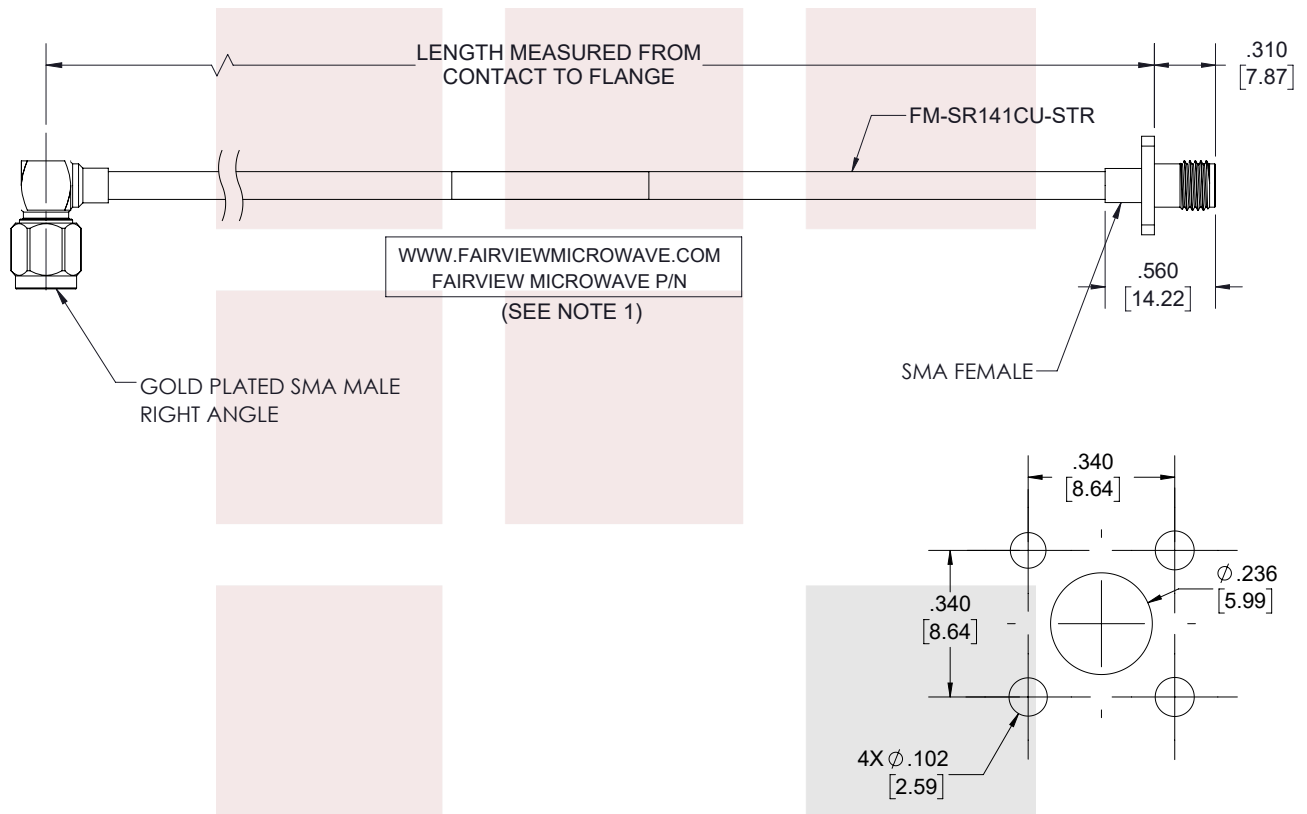 LENGTH MEASURED FROM
CONTACT TO FLANGE
.310
[7.87]
FM-SR141CU-STR
WWW.FAIRVIEWMICROWAVE.COM
FAIRVIEW MICROWAVE P/N
(SEE NOTE 1)
.560
[14.22]
GOLD PLATED SMA MALE
RIGHT ANGLE
SMA FEMALE
.340
[8.64]
.340
[8.64]
∅.236
[5.99]
4X ∅.102
[2.59]